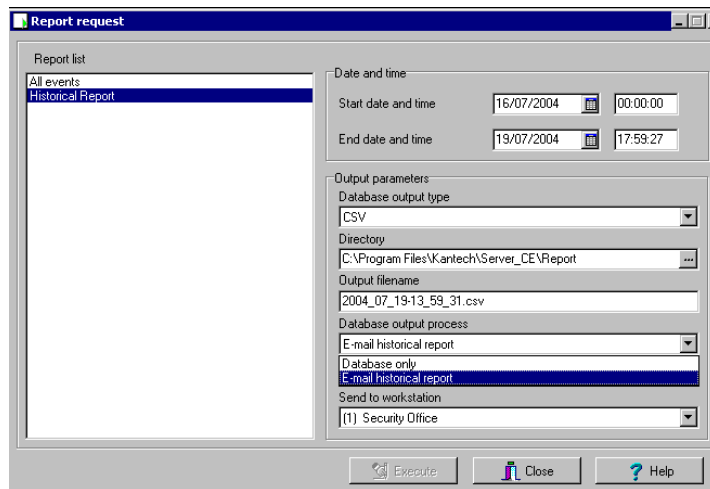 Report request
Report list
All events
Historical Report
Date and time
Start date and time 16/07/2004 00:00:00
End date and time 19/07/2004 17:59:27
Output parameters
Database output type
CSV
Directory
C:\Program Files\Kantech\Server_CE\Report ...
Output filename
2004_07_19-13_59_31.csv
Database output process
E-mail historical report
Database only
E-mail historical report
Send to workstation
(1) Security Office
Execute Close ? Help